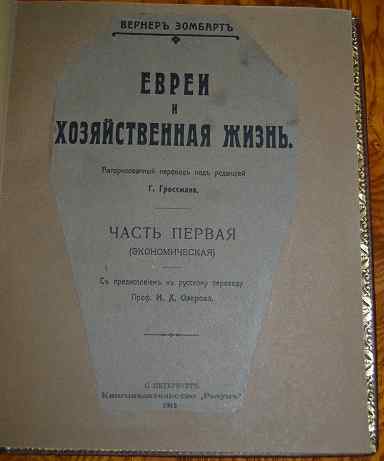 ВЕРНЕРЪ ЗОМБАРТЪ
ЕВРЕИ
И
ХОЗЯЙСТВЕННАЯ ЖИЗНЬ.
Авторизованный переводъ подъ редакціей
Г. Гроссмана.
ЧАСТЬ ПЕРВАЯ
(ЭКОНОМИЧЕСКАЯ)
Съ предисловіемъ къ русскому переводу
Проф. И. Х. Озерова.
С.-ПЕТЕРБУРГЪ.
Книгоиздательство „Разумъ“